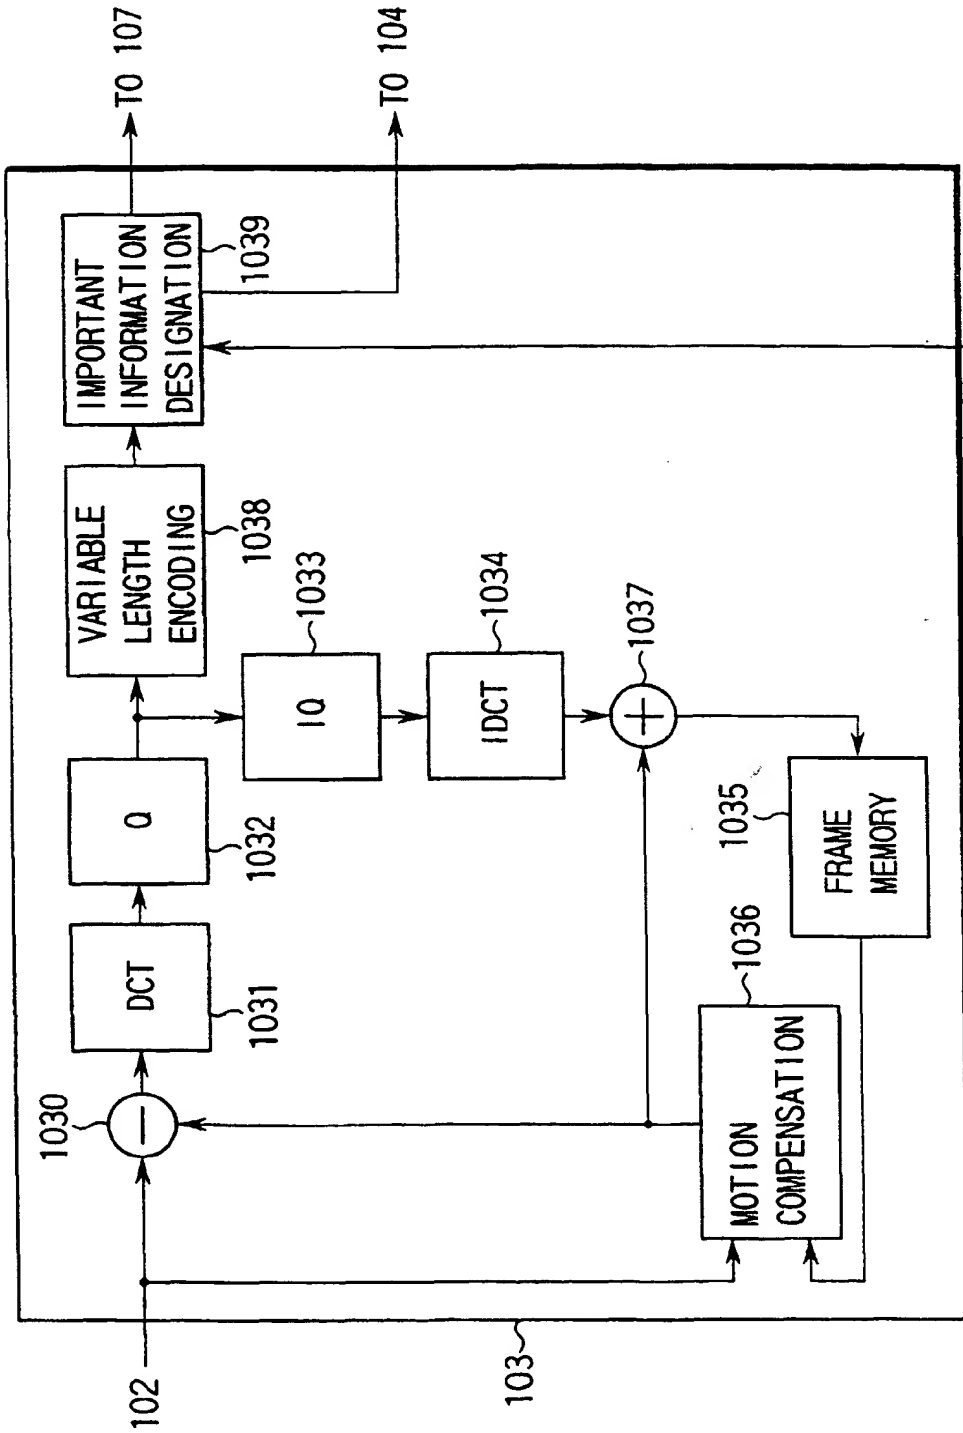 102
103
1030
−
DCT
1031
Q
1032
VARIABLE
LENGTH
ENCODING
1038
IMPORTANT
INFORMATION
DESIGNATION
1039
TO 107
TO 104
IQ
1033
IDCT
1034
+
1037
FRAME
MEMORY
1035
MOTION
COMPENSATION
1036